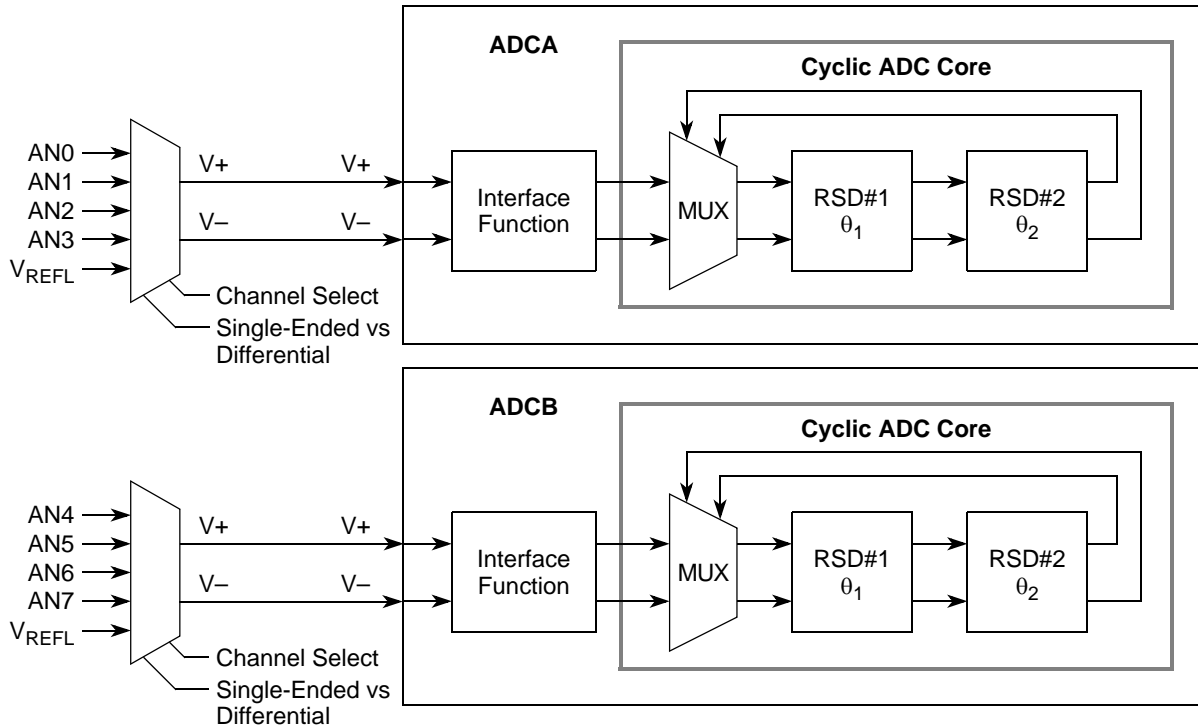 ADCA
Cyclic ADC Core
AN0
AN1
AN2
AN3
VREFL
V+
V+
V–
V–
Interface
Function
MUX
RSD#1
θ1
RSD#2
θ2
Channel Select
Single-Ended vs
Differential
ADCB
Cyclic ADC Core
AN4
AN5
AN6
AN7
VREFL
V+
V+
V–
V–
Interface
Function
MUX
RSD#1
θ1
RSD#2
θ2
Channel Select
Single-Ended vs
Differential